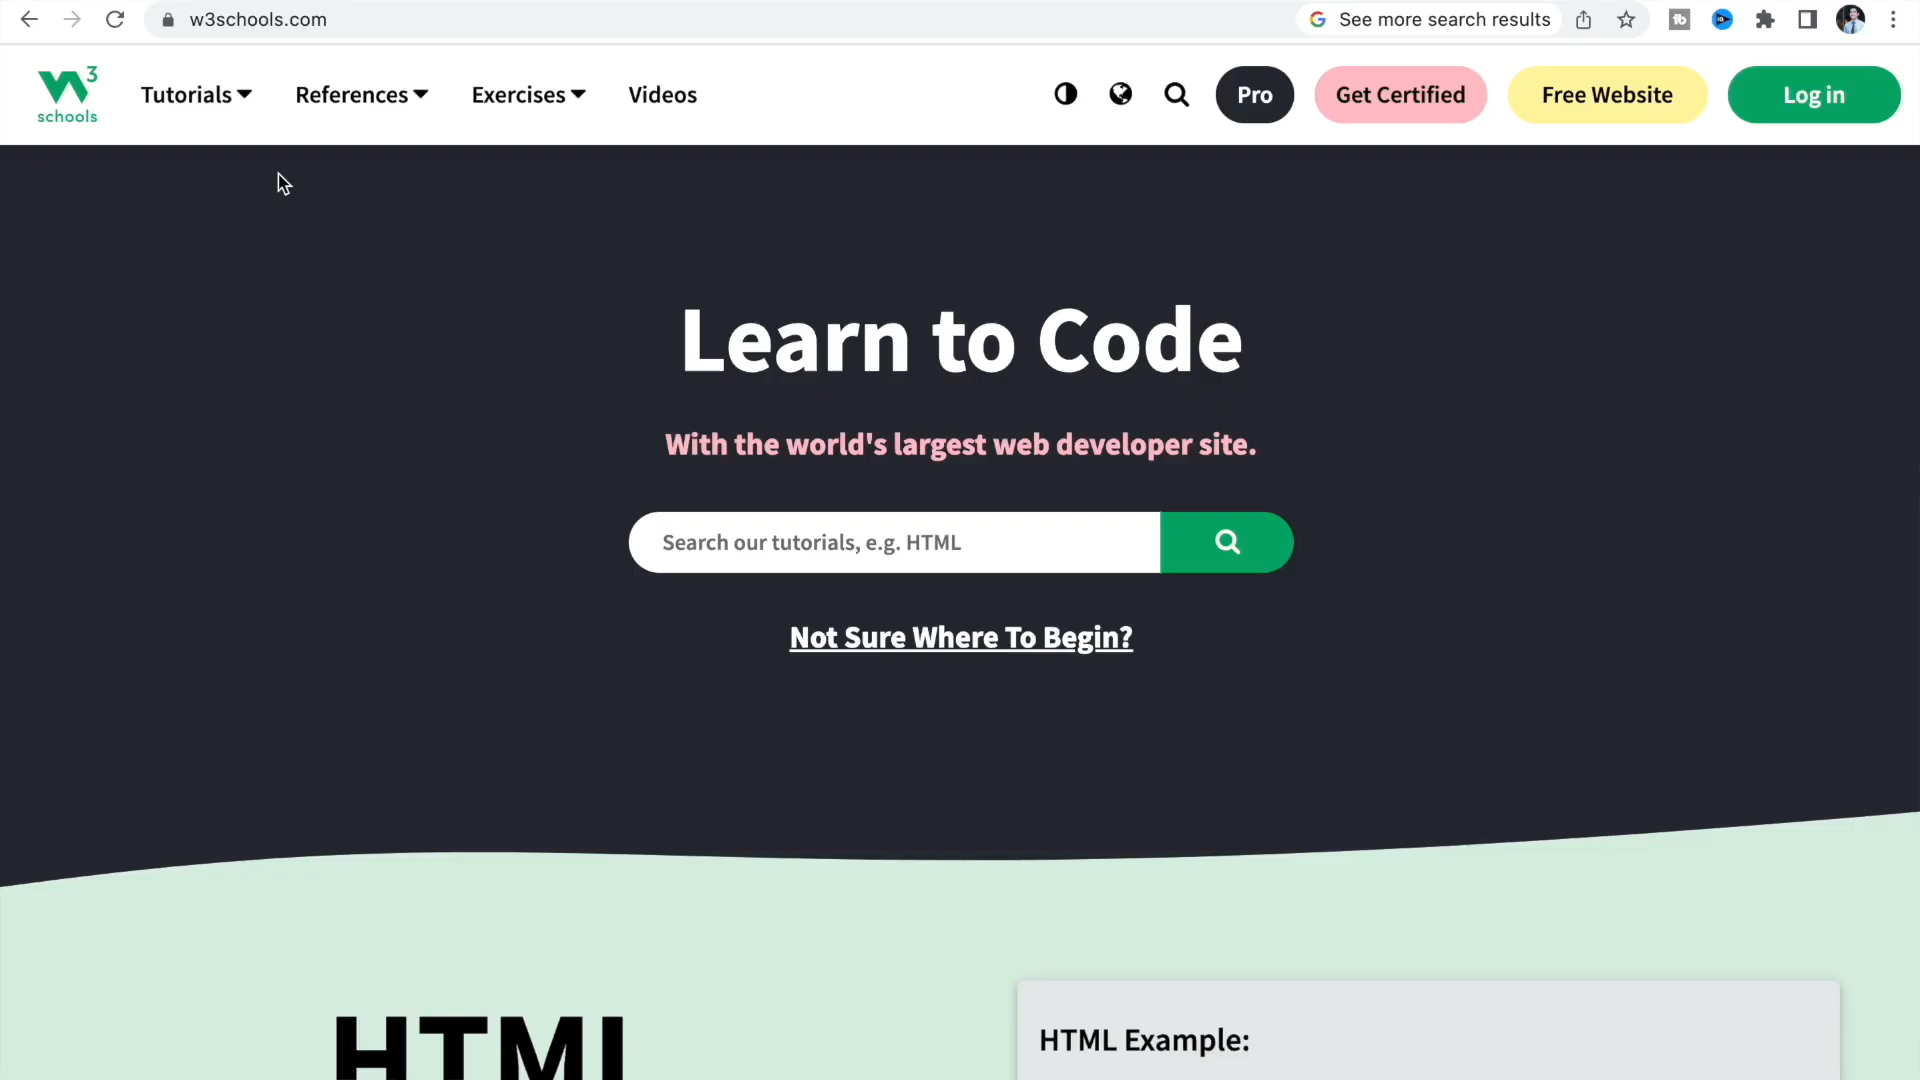 w3schools.com
See more search results
W3
schools
Tutorials
References
Exercises
Videos
Pro
Get Certified
Free Website
Log in
Learn to Code
With the world's largest web developer site.
Search our tutorials, e.g. HTML
Not Sure Where To Begin?
HTML
HTML Example: